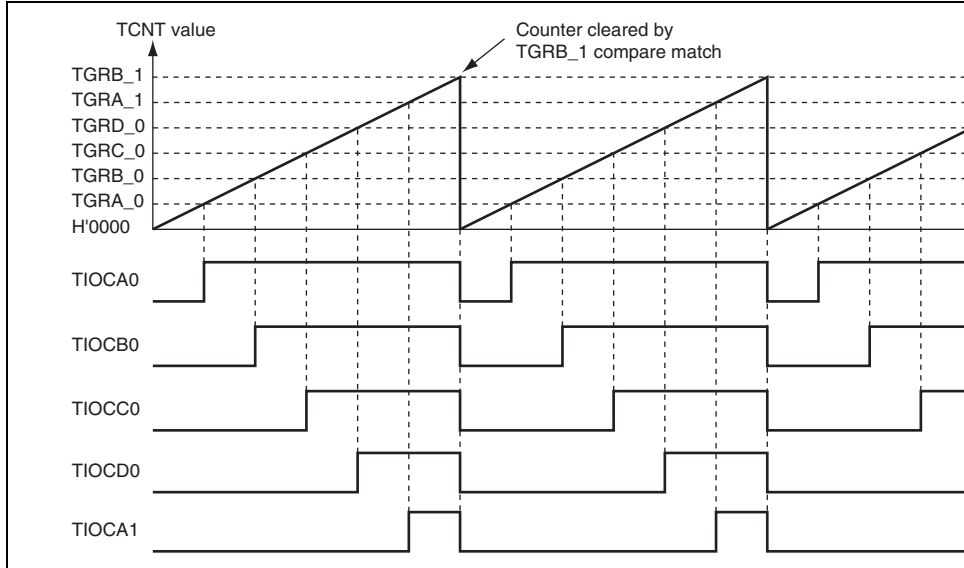 TCNT value
Counter cleared by
TGRB_1 compare match
TGRB_1
TGRA_1
TGRD_0
TGRC_0
TGRB_0
TGRA_0
H'0000
TIOCA0
TIOCB0
TIOCC0
TIOCD0
TIOCA1